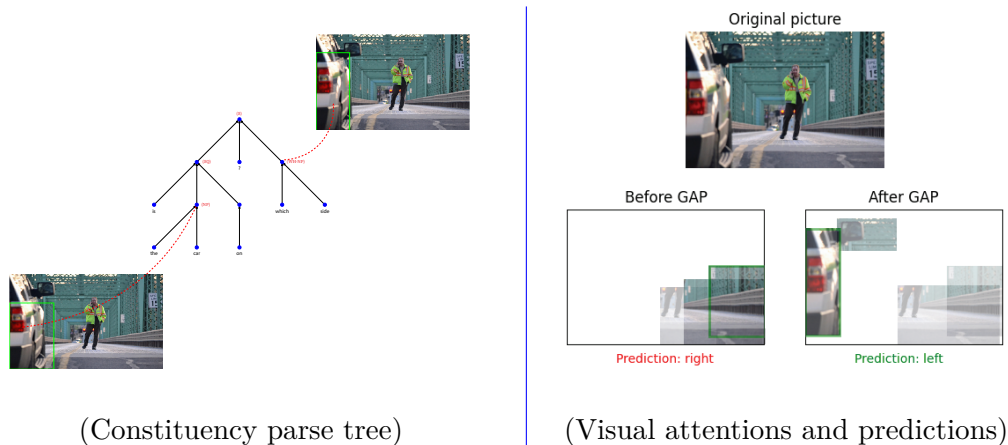 Original picture
?
is
which
side
the
car
on
Before GAP
After GAP
Prediction: right
Prediction: left
(Constituency parse tree)
(Visual attentions and predictions)